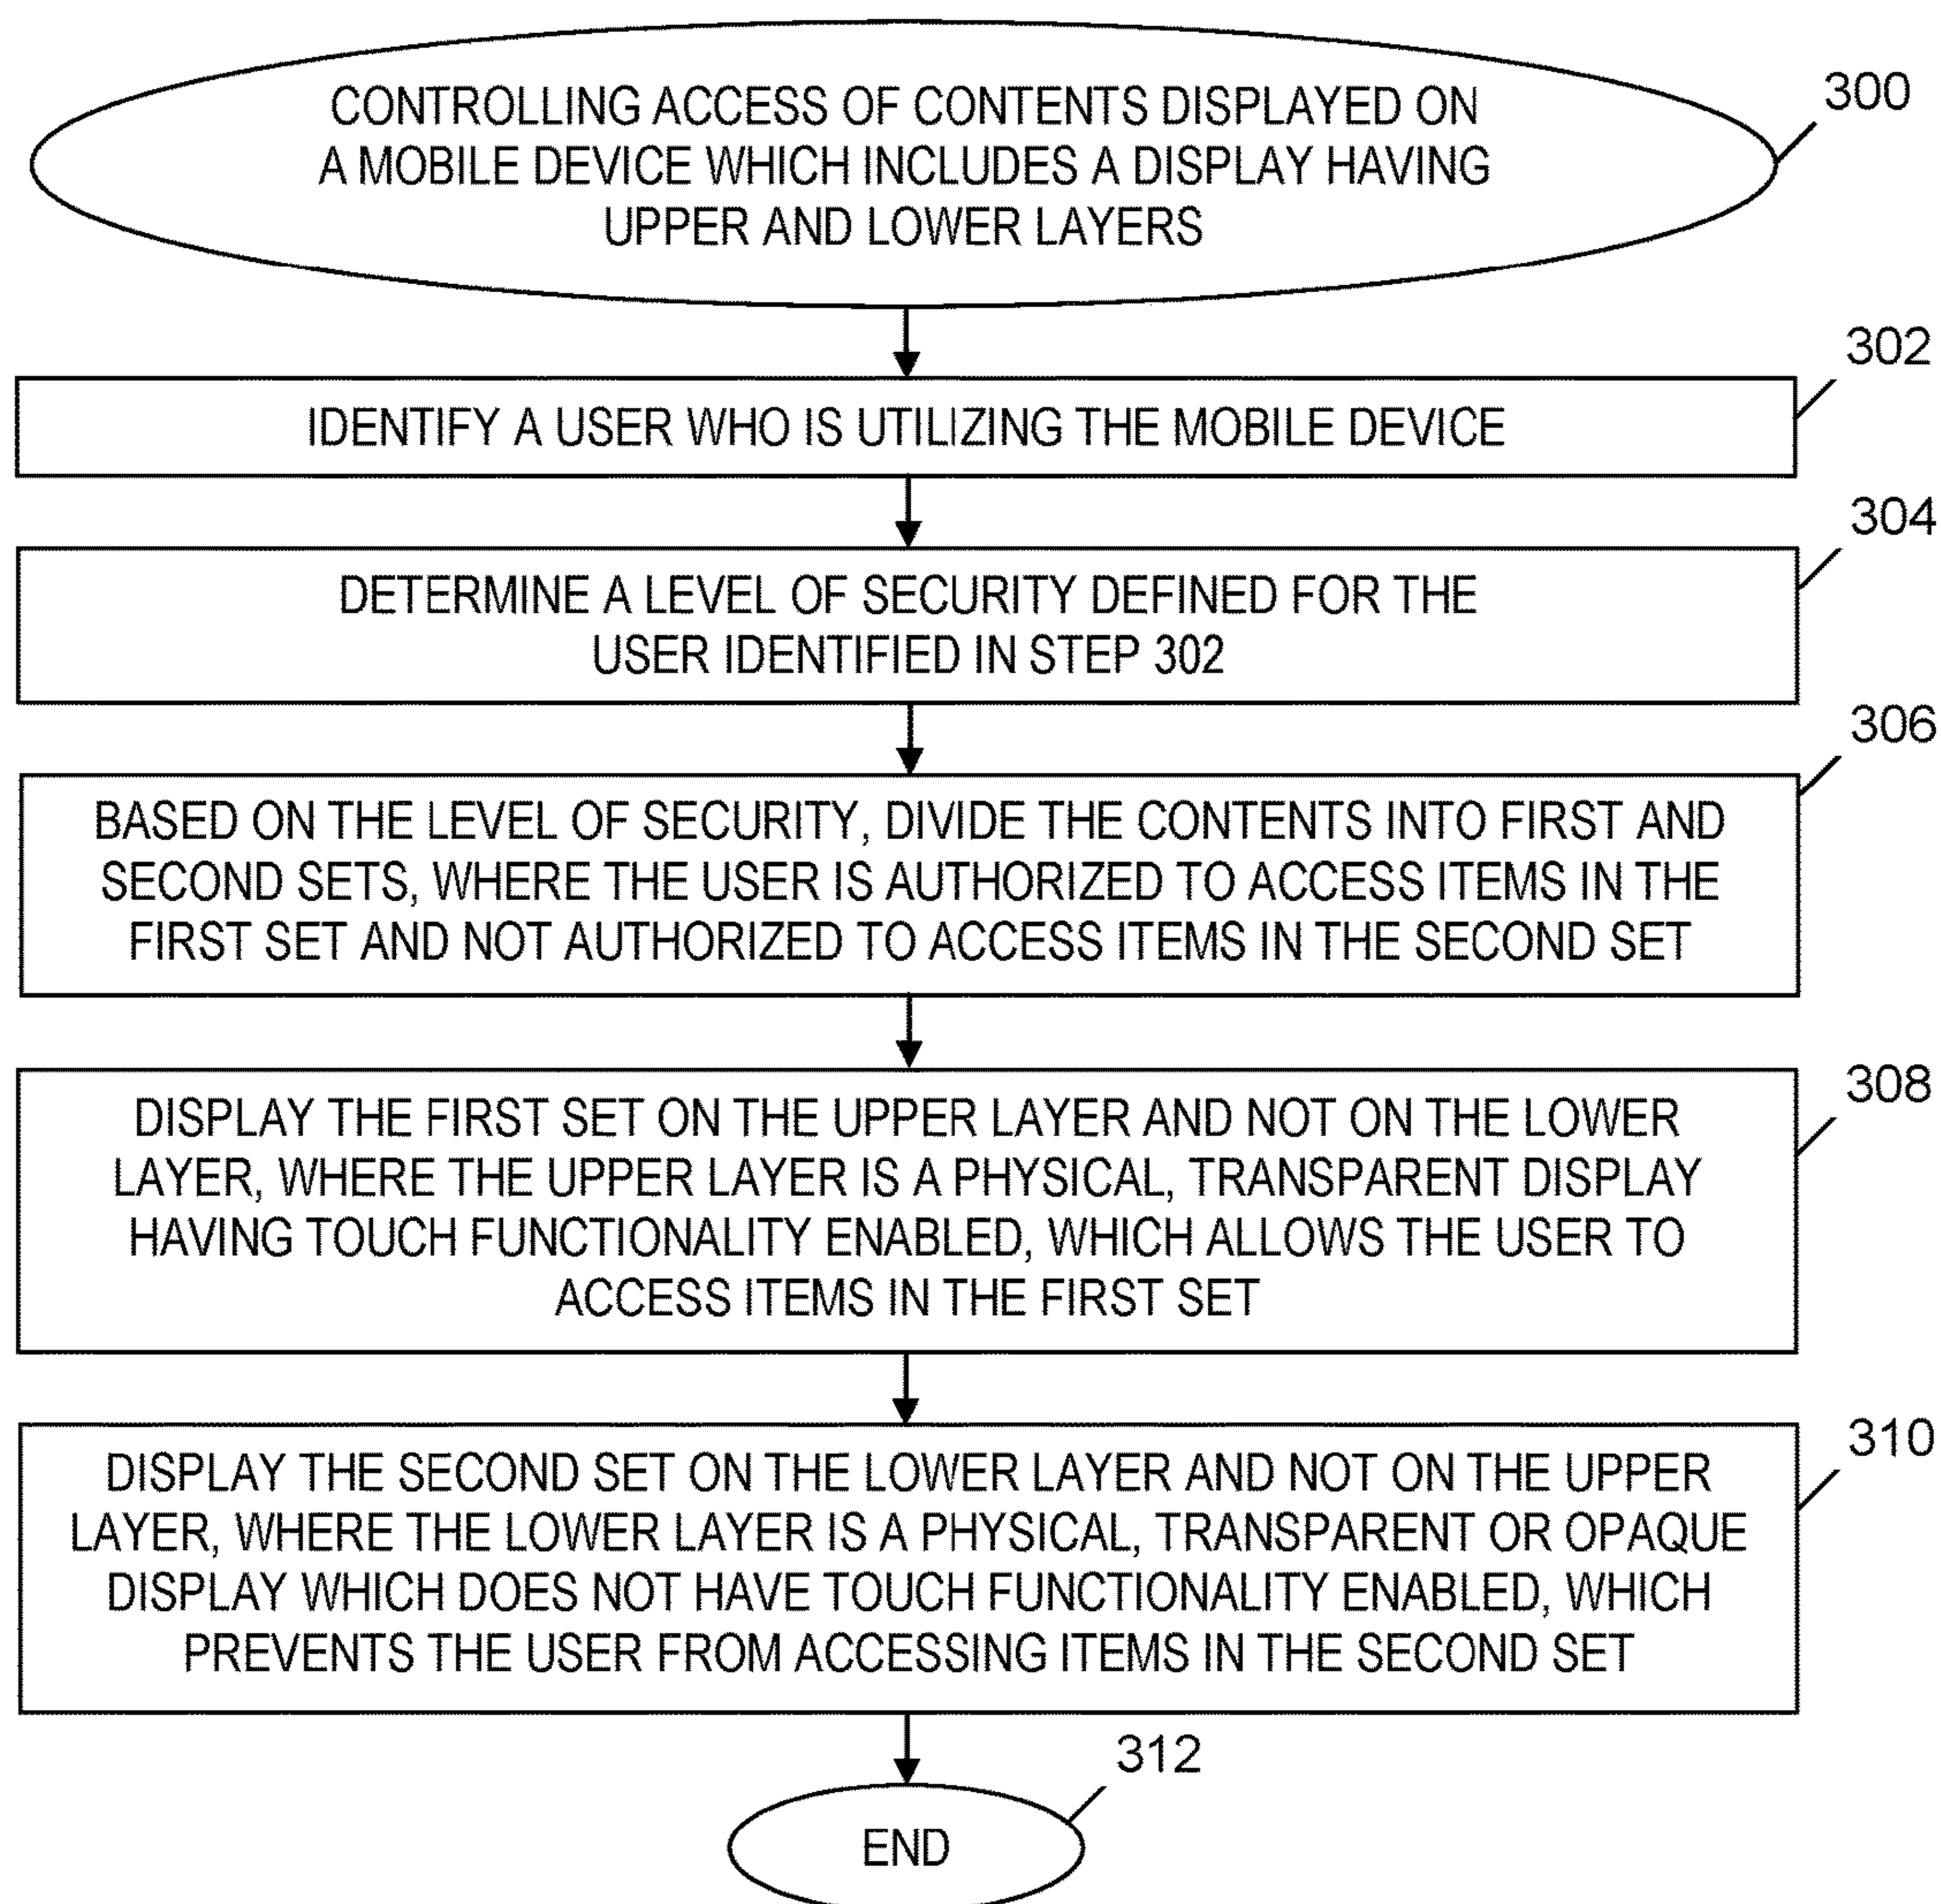 CONTROLLING ACCESS OF CONTENTS DISPLAYED ON
A MOBILE DEVICE WHICH INCLUDES A DISPLAY HAVING
UPPER AND LOWER LAYERS
300
302
IDENTIFY A USER WHO IS UTILIZING THE MOBILE DEVICE
304
DETERMINE A LEVEL OF SECURITY DEFINED FOR THE
USER IDENTIFIED IN STEP 302
306
BASED ON THE LEVEL OF SECURITY, DIVIDE THE CONTENTS INTO FIRST AND
SECOND SETS, WHERE THE USER IS AUTHORIZED TO ACCESS ITEMS IN THE
FIRST SET AND NOT AUTHORIZED TO ACCESS ITEMS IN THE SECOND SET
308
DISPLAY THE FIRST SET ON THE UPPER LAYER AND NOT ON THE LOWER
LAYER, WHERE THE UPPER LAYER IS A PHYSICAL, TRANSPARENT DISPLAY
HAVING TOUCH FUNCTIONALITY ENABLED, WHICH ALLOWS THE USER TO
ACCESS ITEMS IN THE FIRST SET
310
DISPLAY THE SECOND SET ON THE LOWER LAYER AND NOT ON THE UPPER
LAYER, WHERE THE LOWER LAYER IS A PHYSICAL, TRANSPARENT OR OPAQUE
DISPLAY WHICH DOES NOT HAVE TOUCH FUNCTIONALITY ENABLED, WHICH
PREVENTS THE USER FROM ACCESSING ITEMS IN THE SECOND SET
312
END